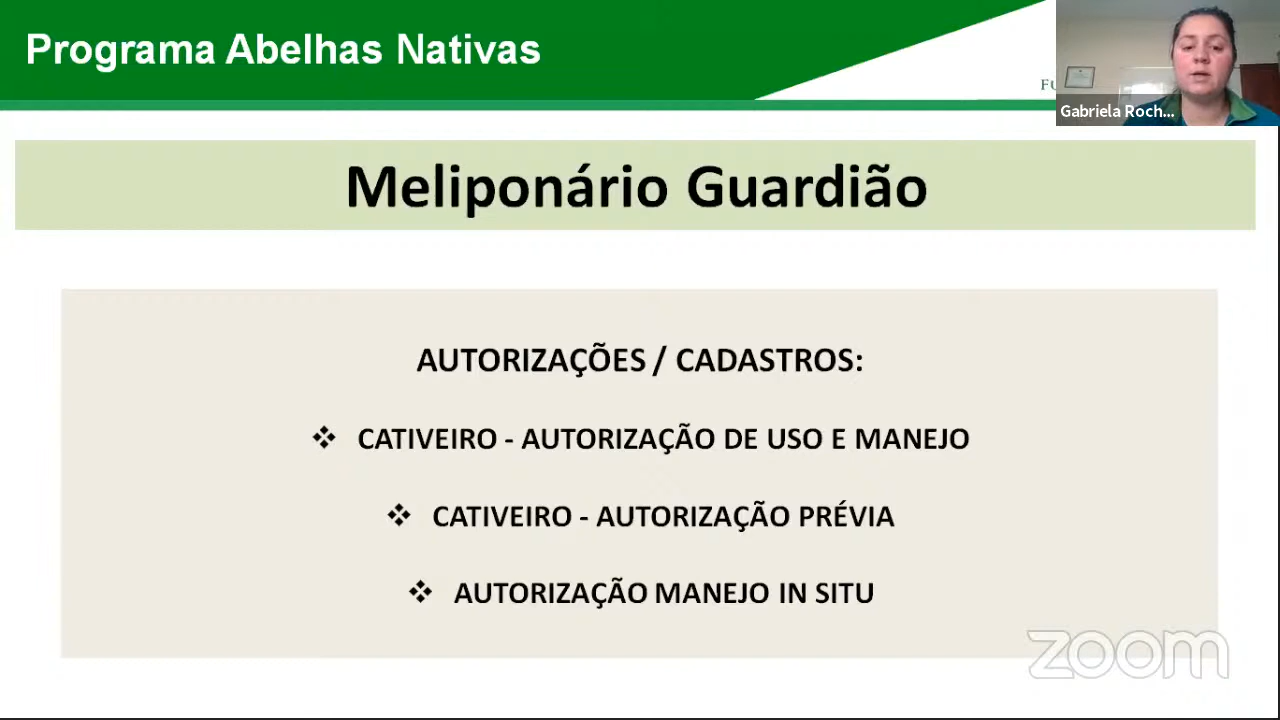 Programa Abelhas Nativas
Gabriela Roch...
Meliponário Guardião
AUTORIZAÇÕES / CADASTROS:
❖ CATIVEIRO - AUTORIZAÇÃO DE USO E MANEJO
❖ CATIVEIRO - AUTORIZAÇÃO PRÉVIA
❖ AUTORIZAÇÃO MANEJO IN SITU
zoom